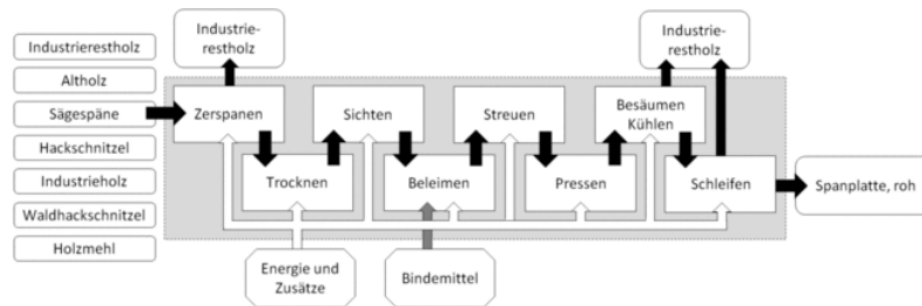 Industrierestholz
Altholz
Sägespäne
Hackschnitzel
Industrieholz
Waldhackschnitzel
Holzmehl
Industrie-
restholz
Industrie-
restholz
Zerspanen
Sichten
Streuen
Besäumen
Kühlen
Trocknen
Beleimen
Pressen
Schleifen
Spanplatte, roh
Energie und
Zusätze
Bindemittel